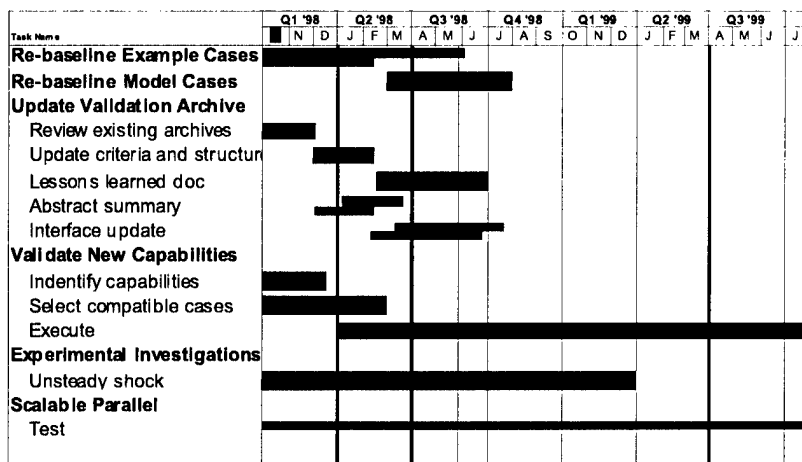 Q1 '98 Q2 '98 Q3 '98 Q4 '98 Q1 '99 Q2 '99 Q3 '99
Task Name N D J F M A M J J A S O N D J F M A M J J
Re-baseline Example Cases
Re-baseline Model Cases
Update Validation Archive
Review existing archives
Update criteria and structur
Lessons learned doc
Abstract summary
Interface update
Validate New Capabilities
Indentify capabilities
Select compatible cases
Execute
Experimental Investigations
Unsteady shock
Scalable Parallel
Test